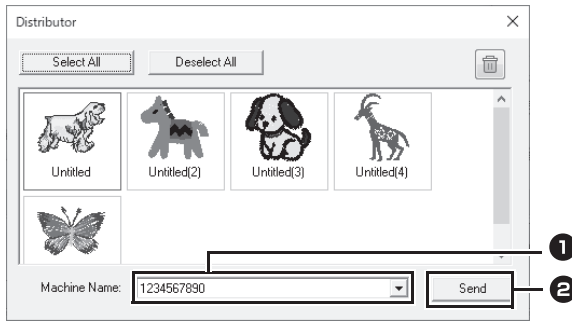 Distributor
Select All Deselect All
Untitled Untitled(2) Untitled(3) Untitled(4)
1
Machine Name: 1234567890 Send 2